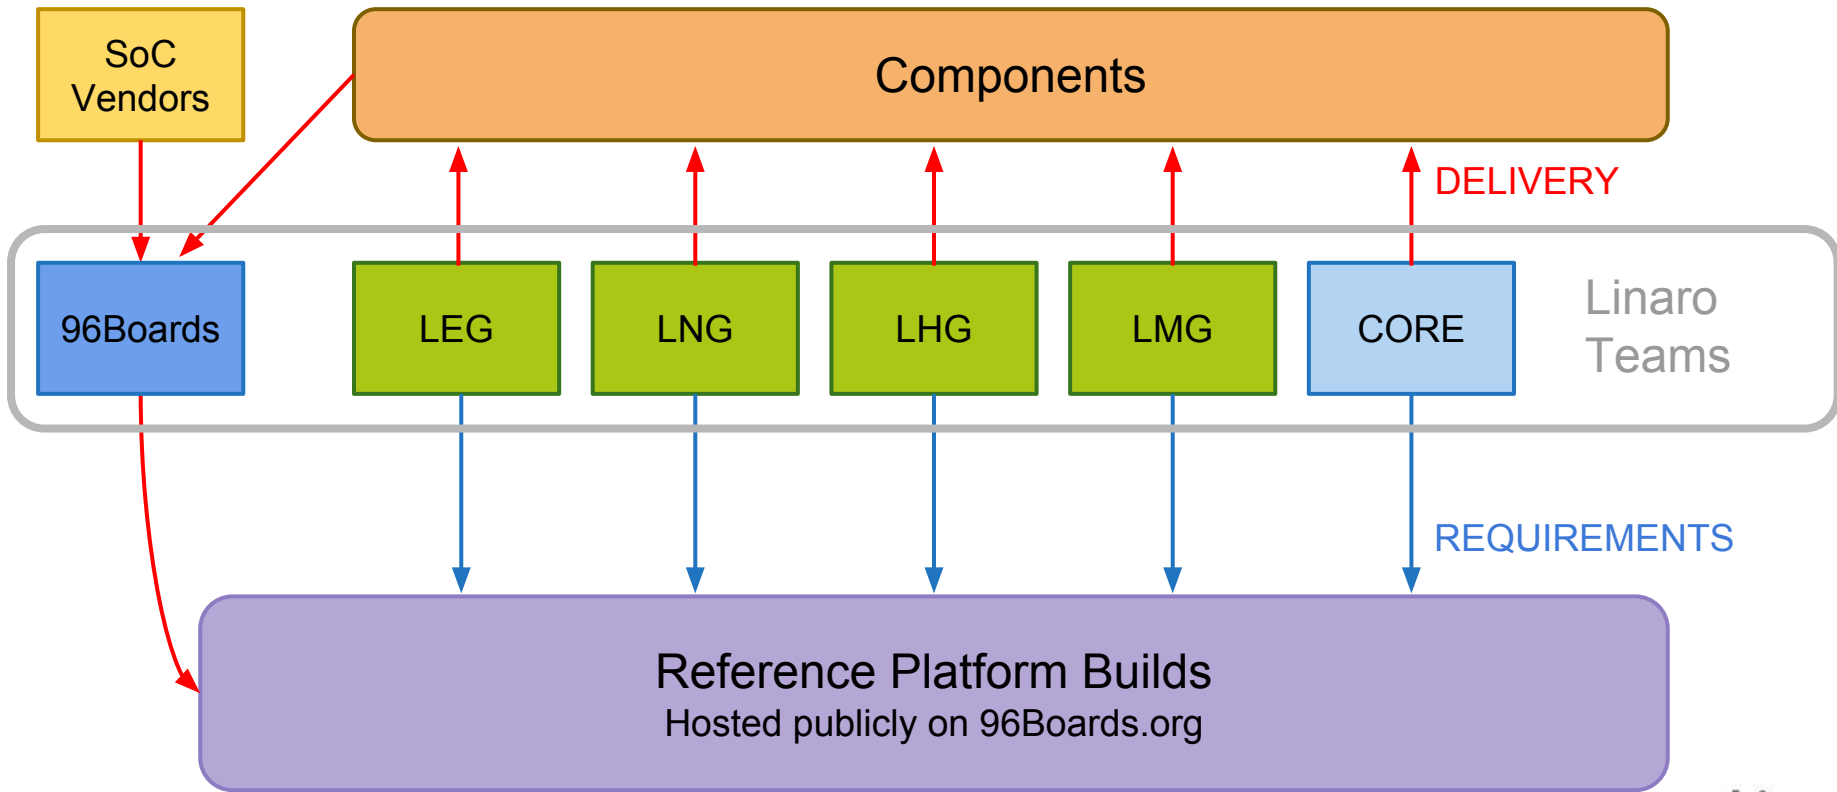 SoC
Vendors
Components
DELIVERY
96Boards
LEG
LNG
LHG
LMG
CORE
Linaro
Teams
REQUIREMENTS
Reference Platform Builds
Hosted publicly on 96Boards.org